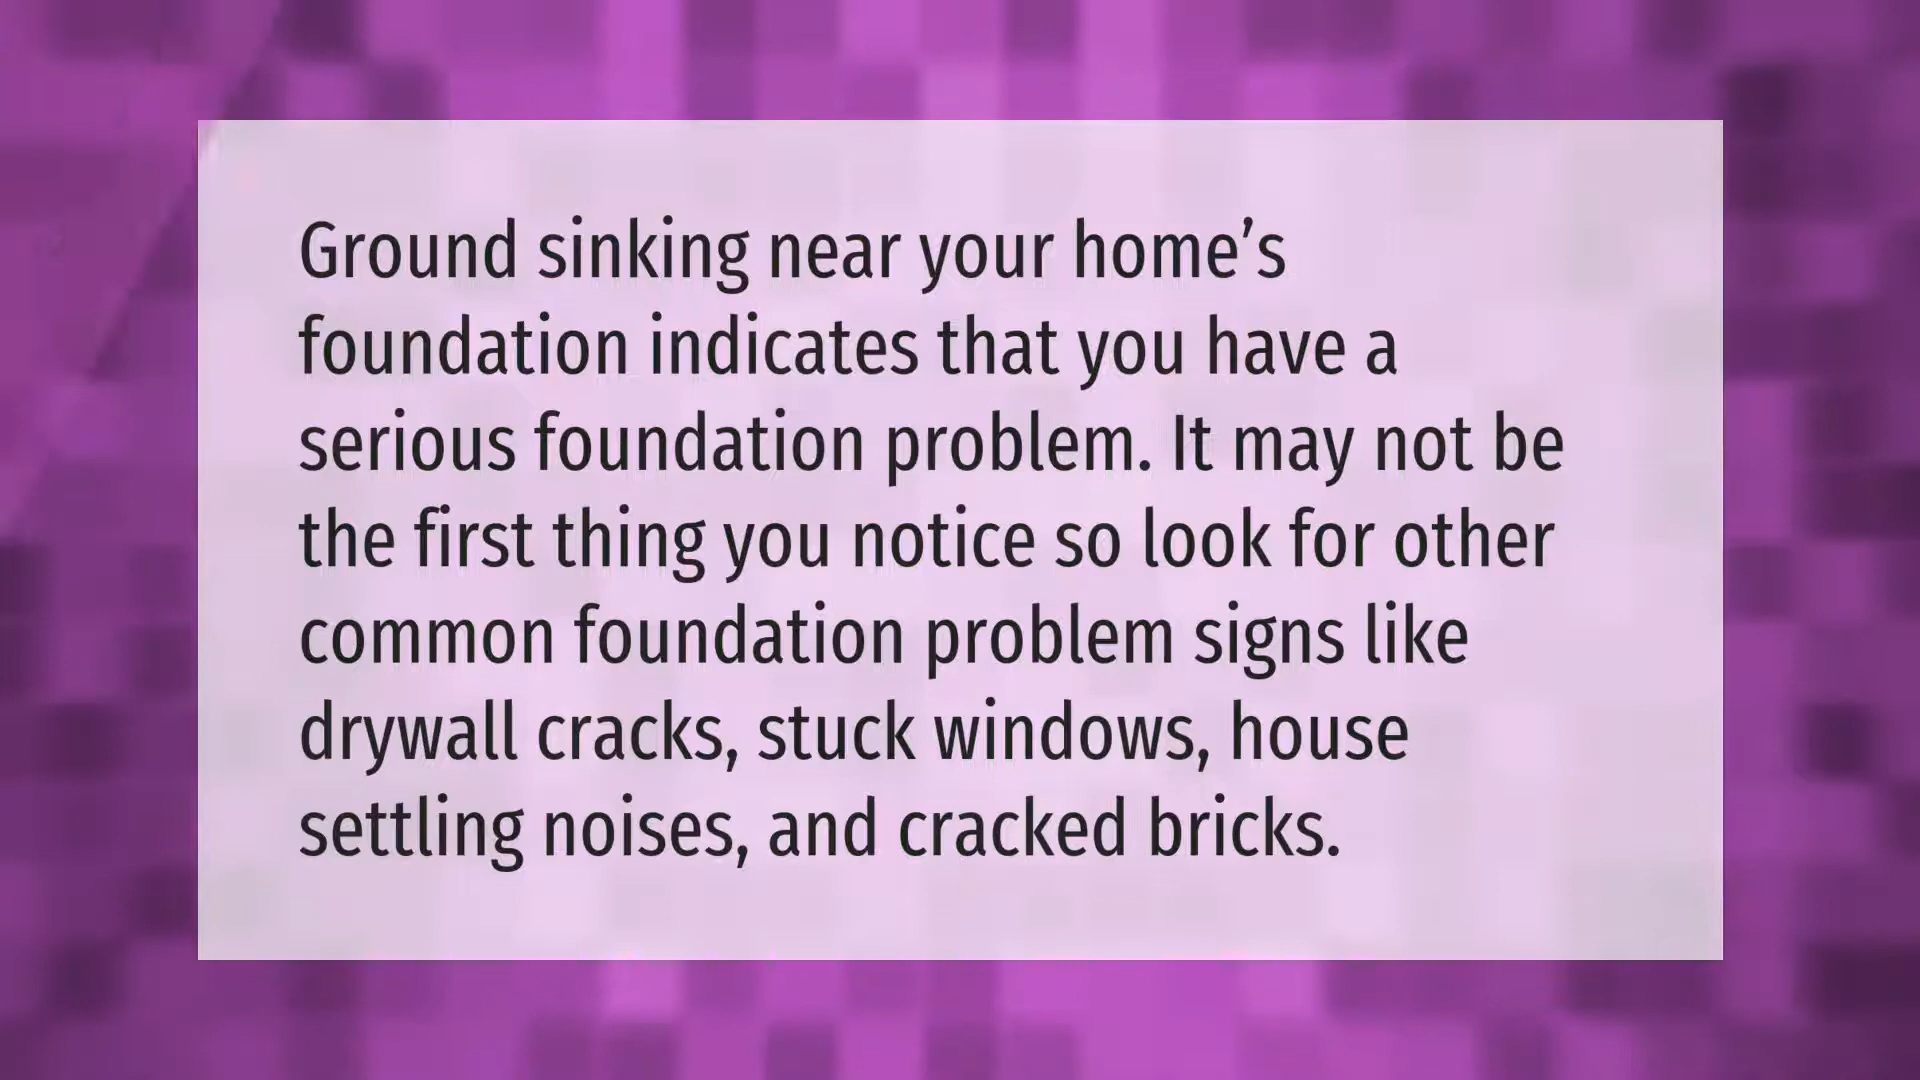 Ground sinking near your home’s
foundation indicates that you have a
serious foundation problem. It may not be
the first thing you notice so look for other
common foundation problem signs like
drywall cracks, stuck windows, house
settling noises, and cracked bricks.